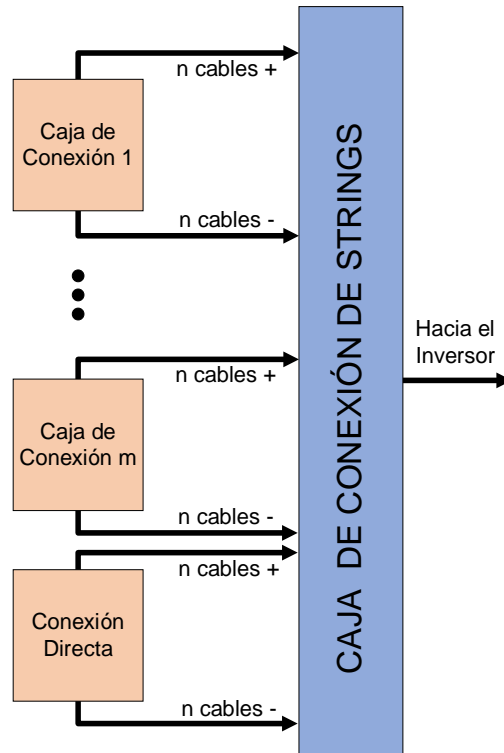 n cables +
Caja de
Conexión 1
n cables -
CAJA DE CONEXIÓN DE STRINGS
Hacia el
Inversor
n cables +
Caja de
Conexión m
n cables -
n cables +
Conexión
Directa
n cables -